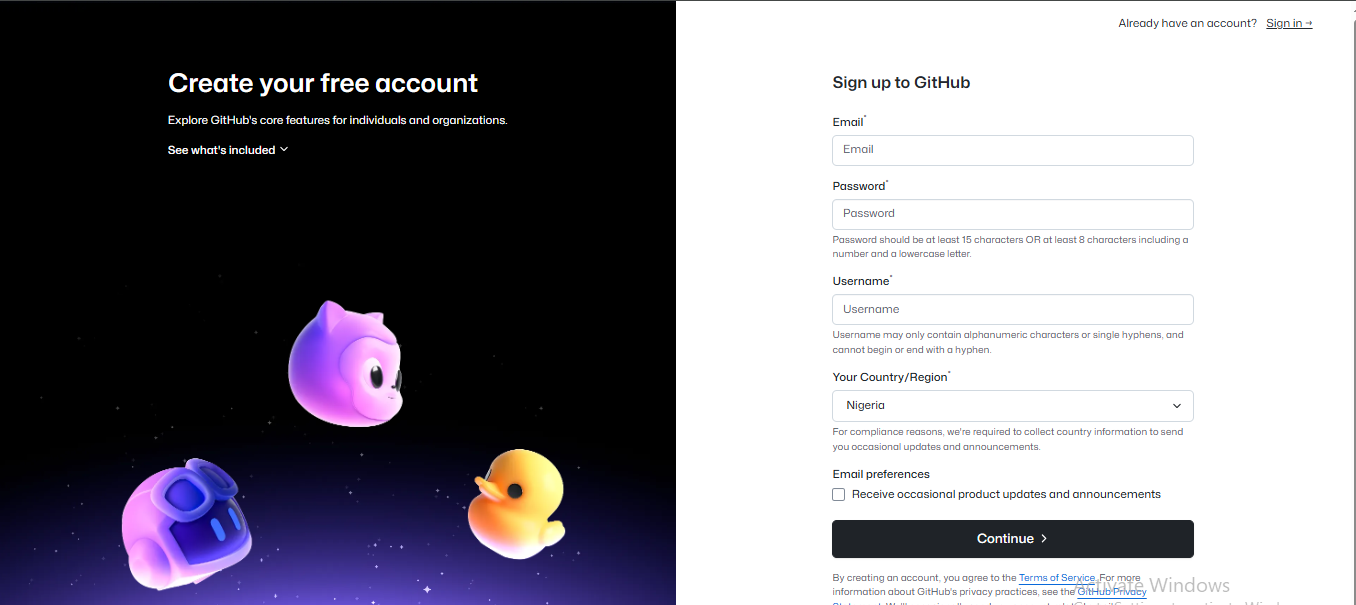 Already have an account? Sign in →
Create your free account
Explore GitHub's core features for individuals and organizations.
See what's included
Sign up to GitHub
Email*
Email
Password*
Password
Password should be at least 15 characters OR at least 8 characters including a
number and a lowercase letter.
Username*
Username
Username may only contain alphanumeric characters or single hyphens, and
cannot begin or end with a hyphen.
Your Country/Region*
Nigeria
For compliance reasons, we're required to collect country information to send
you occasional updates and announcements.
Email preferences
Receive occasional product updates and announcements
Continue
By creating an account, you agree to the Terms of Service. For more
information about GitHub's privacy practices, see the GitHub Privacy
Activate Windows